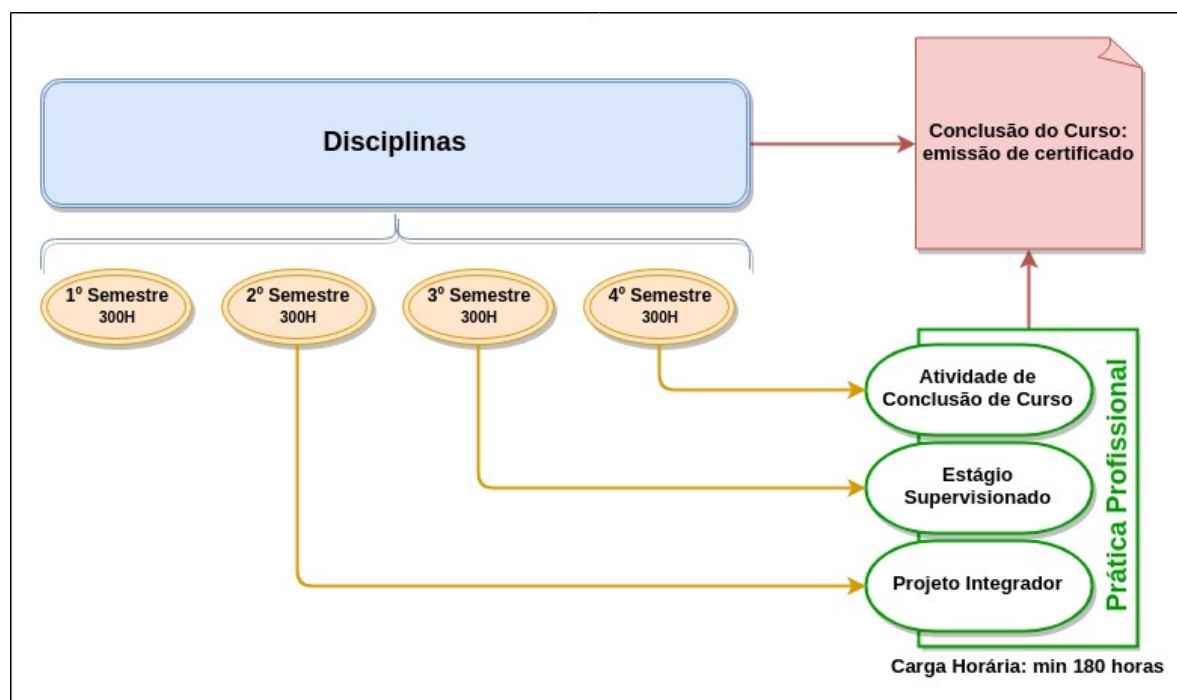 Disciplinas
Conclusão do Curso:
emissão de certificado
1º Semestre
300H
2º Semestre
300H
3º Semestre
300H
4º Semestre
300H
Atividade de
Conclusão de Curso
Estágio
Supervisionado
Projeto Integrador
Prática Profissional
Carga Horária: min 180 horas